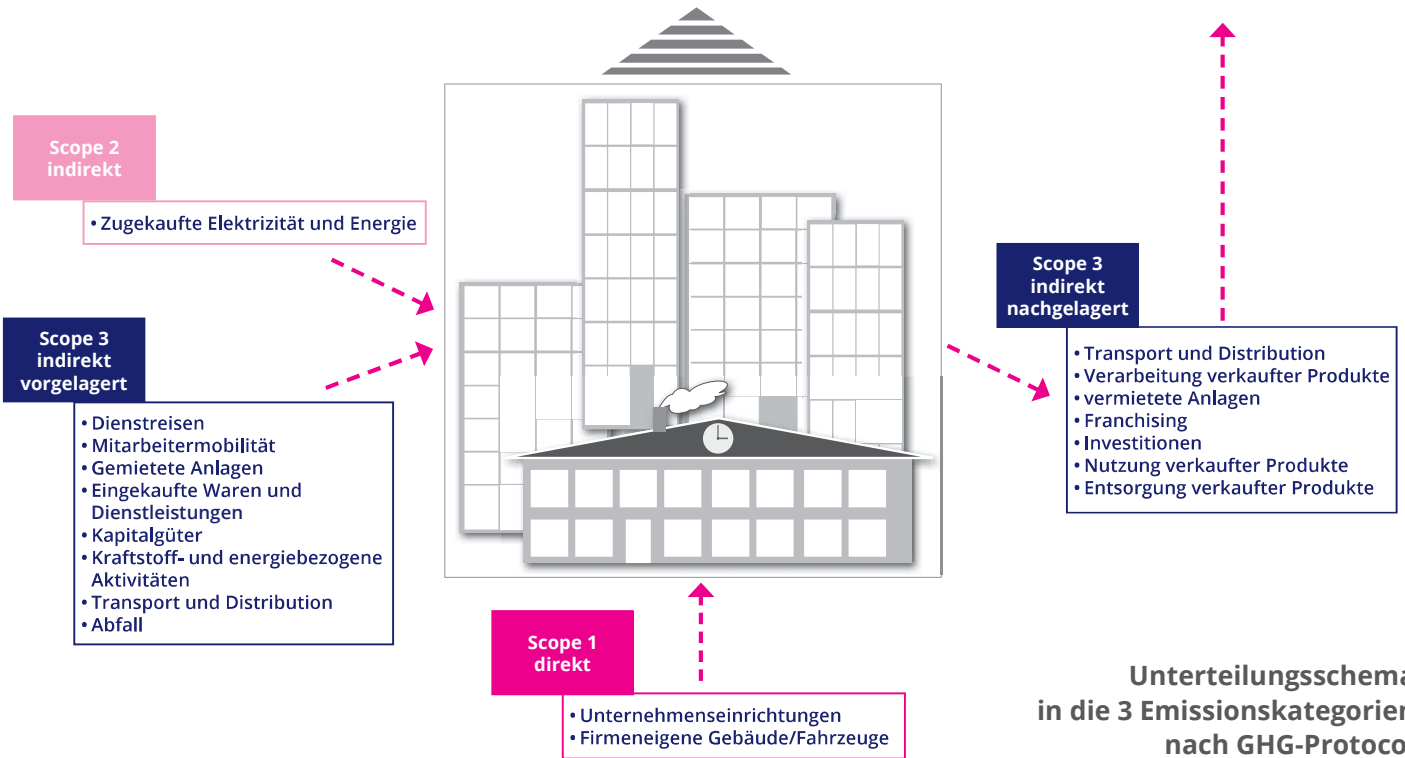 Scope 2
indirekt
• Zugekaufte Elektrizität und Energie
Scope 3
indirekt
vorgelagert
• Dienstreisen
• Mitarbeitermobilität
• Gemietete Anlagen
• Eingekaufte Waren und
Dienstleistungen
• Kapitalgüter
• Kraftstoff- und energiebezogene
Aktivitäten
• Transport und Distribution
• Abfall
Scope 1
direkt
• Unternehmenseinrichtungen
• Firmeneigene Gebäude/Fahrzeuge
Scope 3
indirekt
nachgelagert
• Transport und Distribution
• Verarbeitung verkaufter Produkte
• vermietete Anlagen
• Franchising
• Investitionen
• Nutzung verkaufter Produkte
• Entsorgung verkaufter Produkte
Unterteilungsschema
in die 3 Emissionskategorien
nach GHG-Protoco